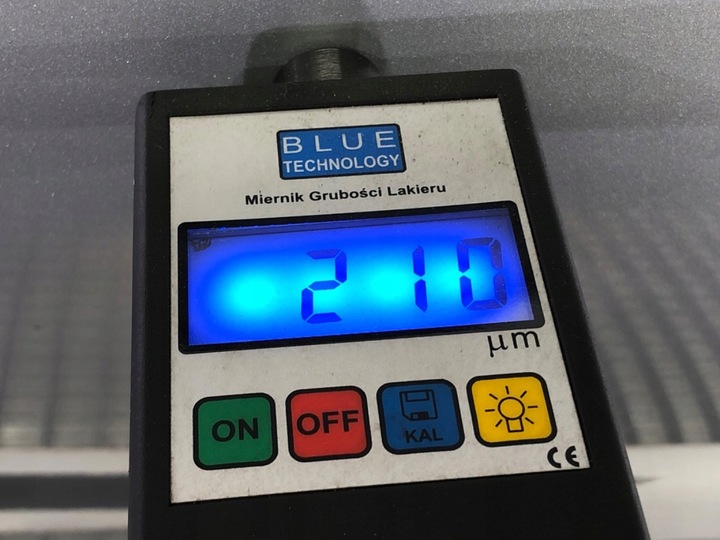 BLUE
TECHNOLOGY
Miernik Grubości Lakieru
210
μm
ON OFF KAL
CE